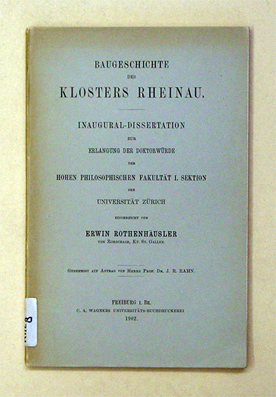 BAUGESCHICHTE
DES
KLOSTERS RHEINAU.
INAUGURAL-DISSERTATION
ZUR
ERLANGUNG DER DOKTORWÜRDE
DER
HOHEN PHILOSOPHISCHEN FAKULTÄT I. SEKTION
DER
UNIVERSITÄT ZÜRICH
EINGEREICHT VON
ERWIN ROTHENHÄUSLER
VON RORSCHACH, KT. ST. GALLEN.
GENEHMIGT AUF ANTRAG VON HERRN PROF. DR. J. R. RAHN.
FREIBURG I. BR.
C. A. WAGNERS UNIVERSITÄTS-BUCHDRUCKEREI
1902.